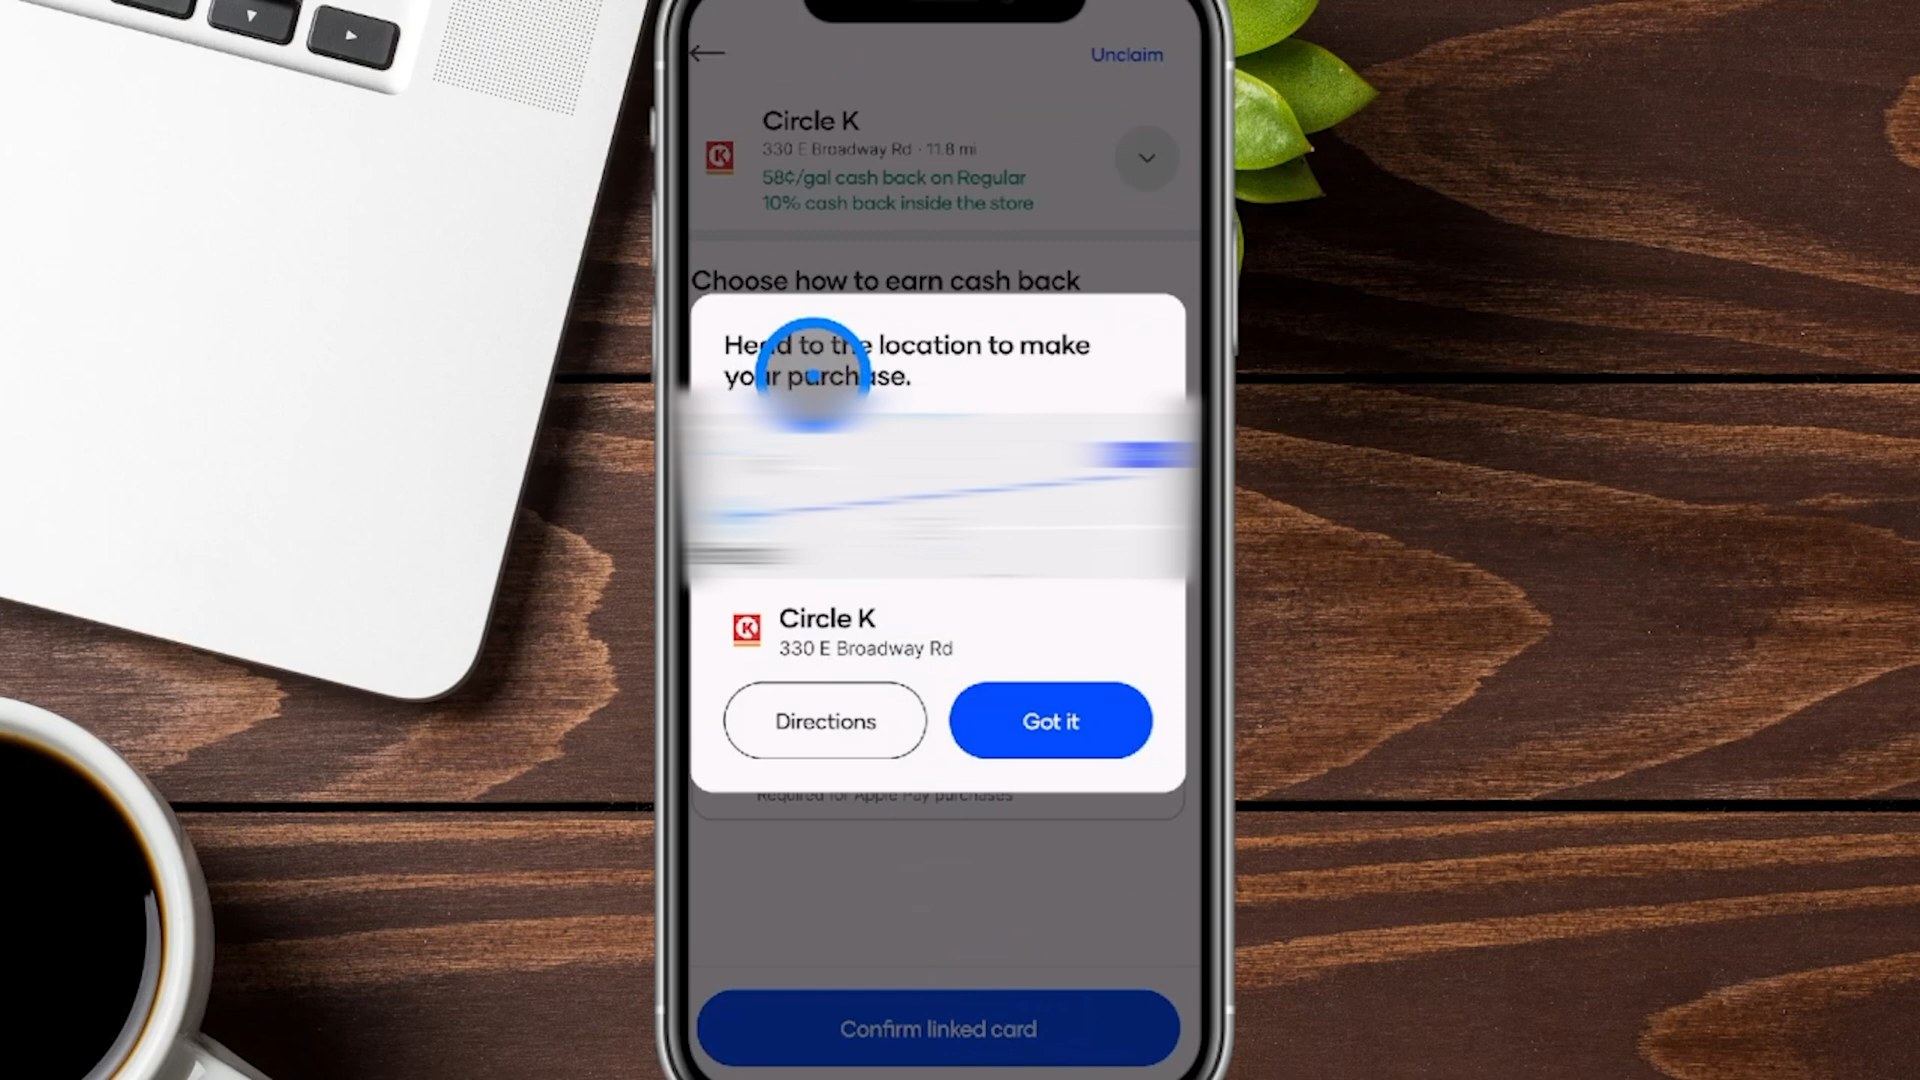 Unclaim
Circle K
330 E Broadway Rd · 11.8 mi
58¢/gal cash back on Regular
10% cash back inside the store
Choose how to earn cash back
Head to the location to make
your purchase.
Circle K
330 E Broadway Rd
Directions
Got it
Required for Apple Pay purchases
Confirm linked card